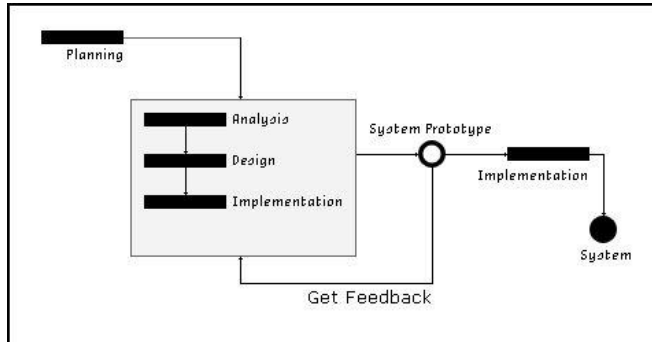 Planning
Analysis
System Prototype
Design
Implementation
Implementation
System
Get Feedback